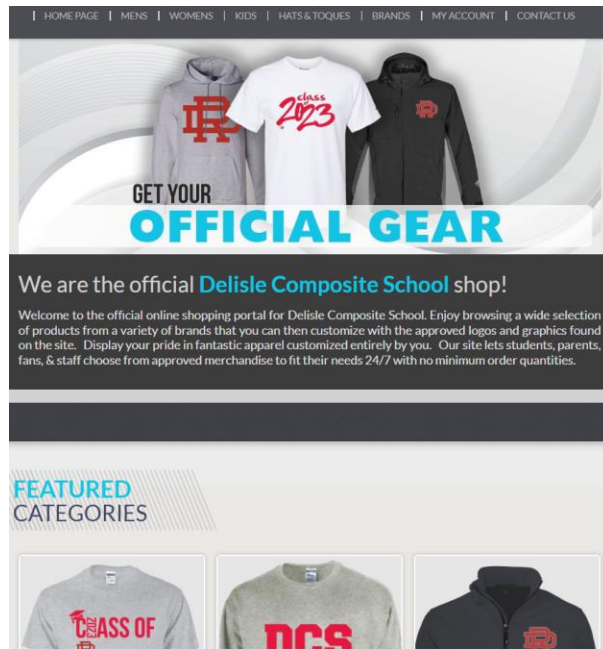 | HOME PAGE | MENS | WOMENS | KIDS | HATS & TOQUES | BRANDS | MY ACCOUNT | CONTACT US
class
2023
GET YOUR
OFFICIAL GEAR
We are the official Delisle Composite School shop!
Welcome to the official online shopping portal for Delisle Composite School. Enjoy browsing a wide selection
of products from a variety of brands that you can then customize with the approved logos and graphics found
on the site. Display your pride in fantastic apparel customized entirely by you. Our site lets students, parents,
fans, & staff choose from approved merchandise to fit their needs 24/7 with no minimum order quantities.
FEATURED
CATEGORIES
CLASS OF
2023
DCS